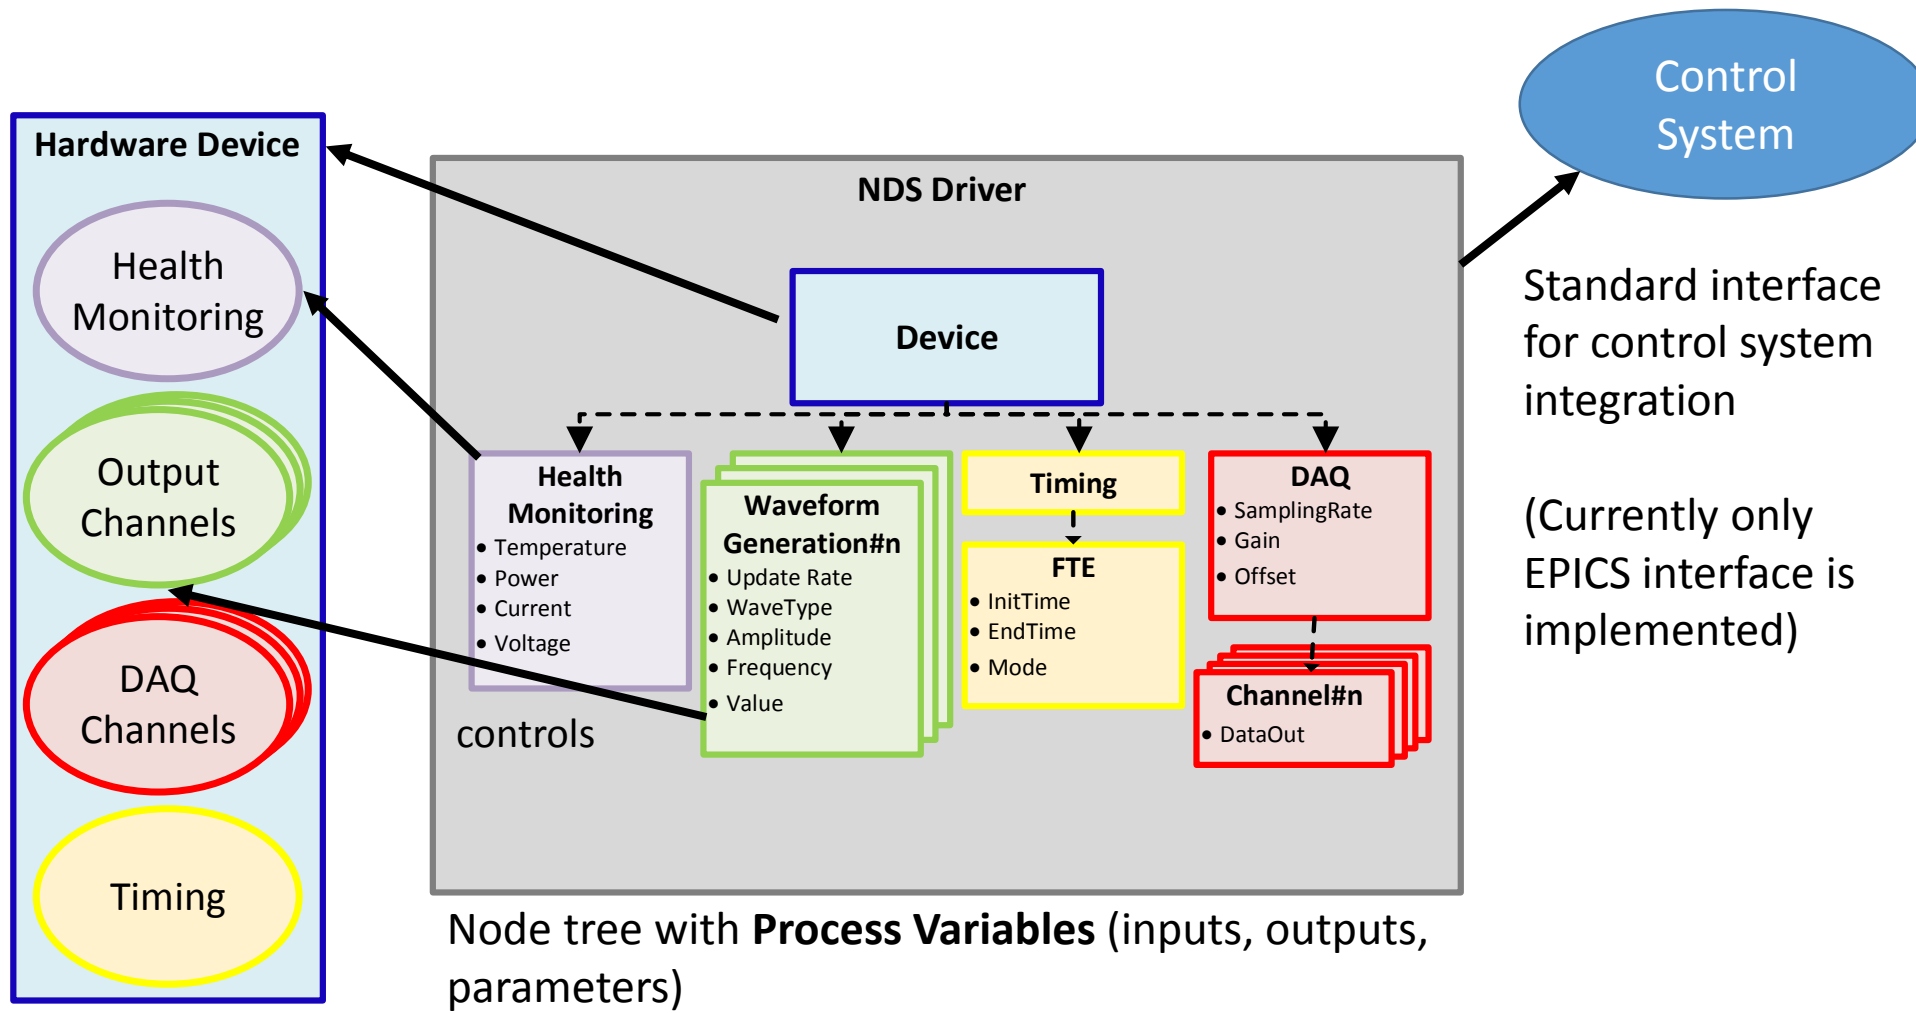 Control
System
Hardware Device
Health
Monitoring
Output
Channels
DAQ
Channels
Timing
NDS Driver
Device
Health
Monitoring
• Temperature
• Power
• Current
• Voltage
Waveform
Generation#n
• Update Rate
• WaveType
• Amplitude
• Frequency
• Value
Timing
FTE
• InitTime
• EndTime
• Mode
DAQ
• SamplingRate
• Gain
• Offset
Channel#n
• DataOut
controls
Standard interface
for control system
integration
(Currently only
EPICS interface is
implemented)
Node tree with Process Variables (inputs, outputs,
parameters)